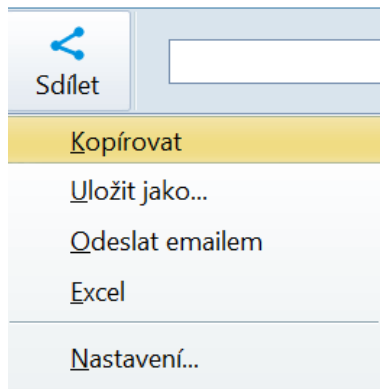 Sdílet
Kopírovat
Uložit jako...
Odeslat emailem
Excel
Nastavení...